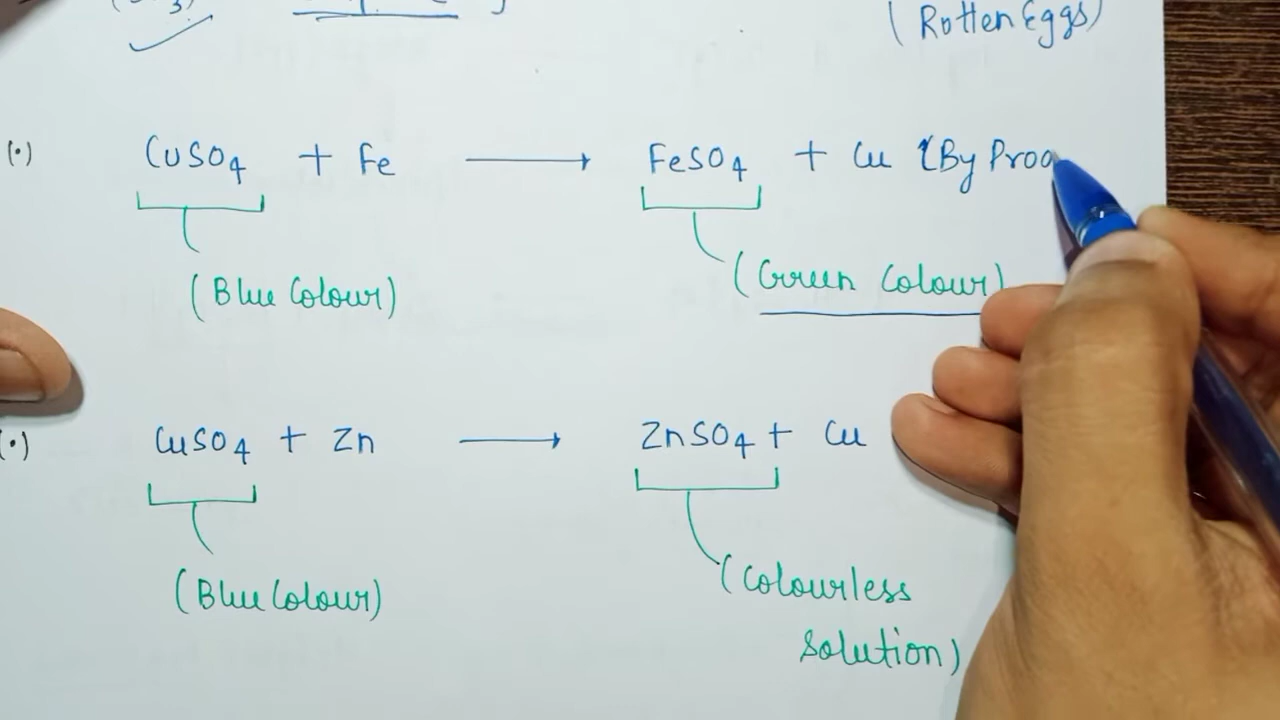 (Rotten Eggs)
(•) CuSO4 + Fe → FeSO4 + Cu (By Proo
(Blue Colour) (Green Colour)
(•) CuSO4 + Zn → ZnSO4 + Cu
(Blue Colour) (Colourless
Solution)